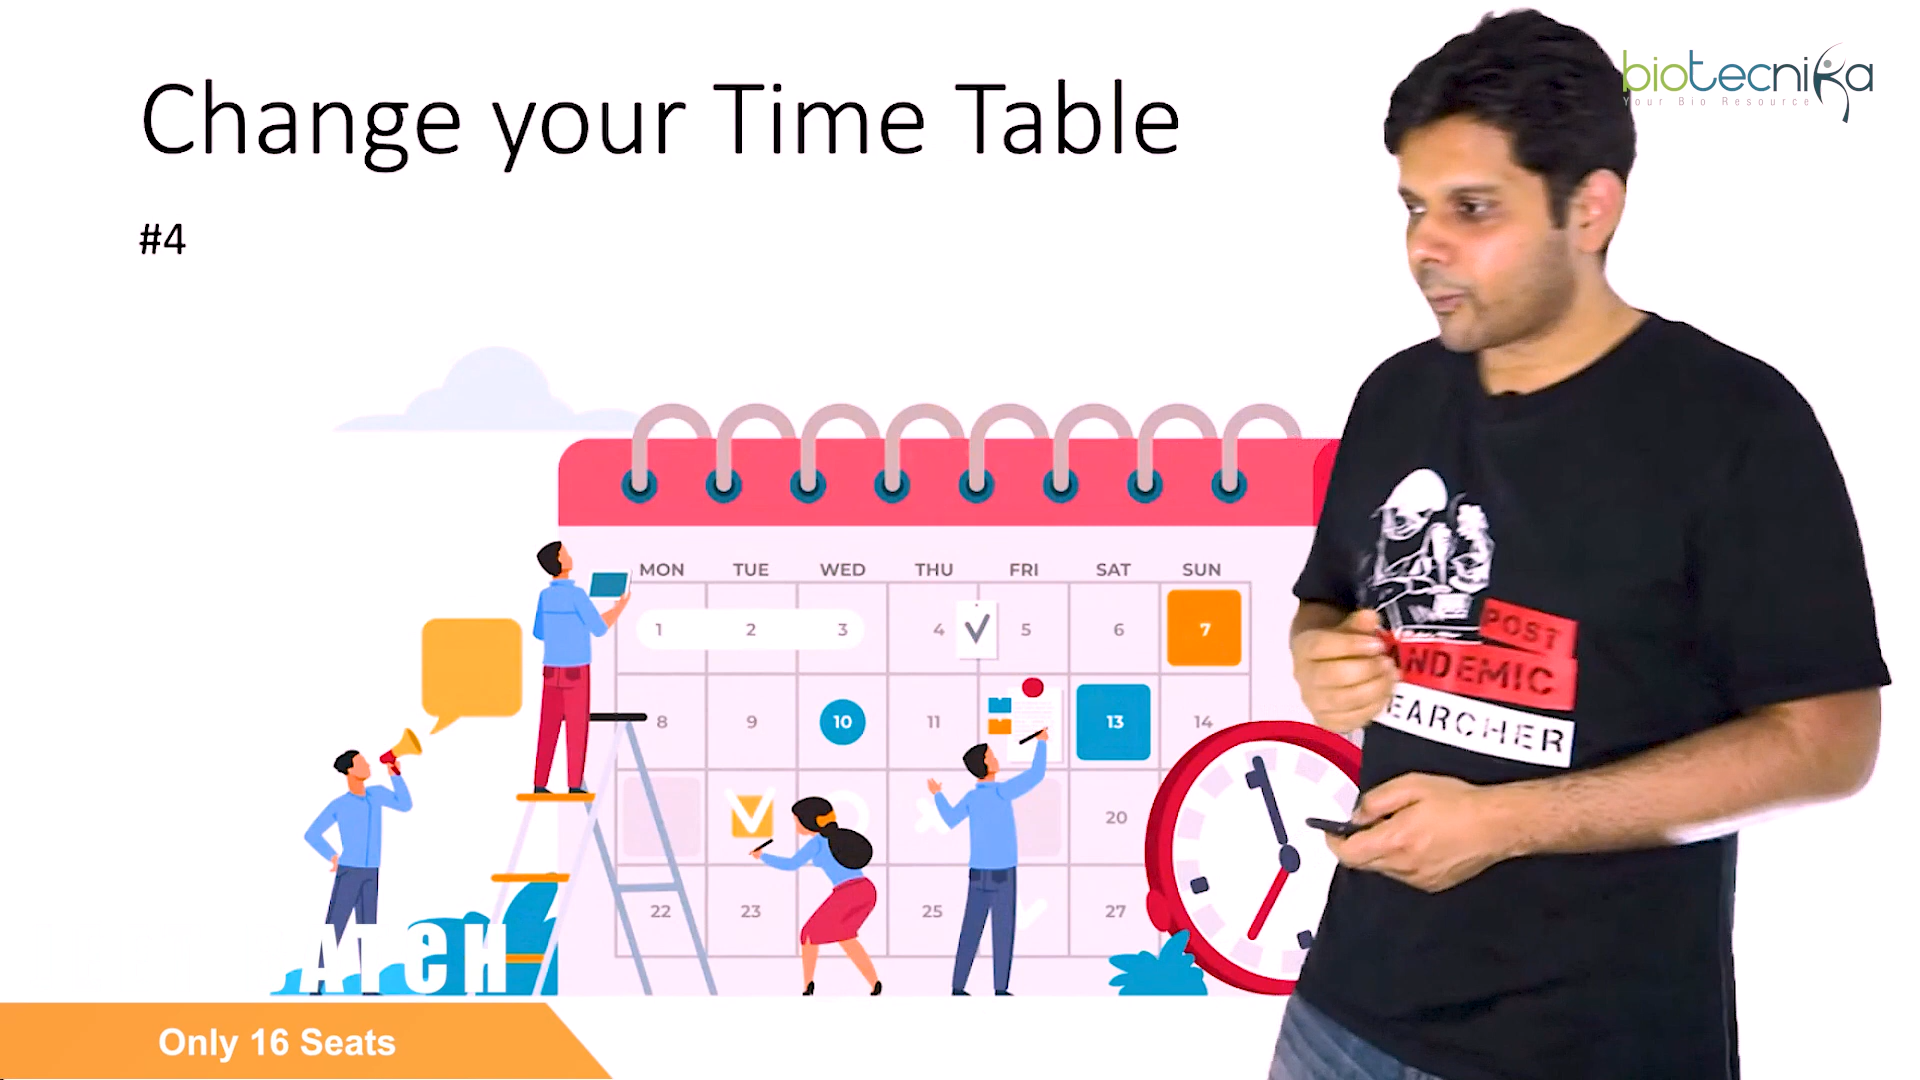 Change your Time Table
biotecnika
Your Bio Resource
#4
MON TUE WED THU FRI SAT SUN
1 2 3 4 5 6 7
8 9 10 11 13 14
20
22 23 25 27
POST
ANDEMIC
EARCHER
ATCH
Only 16 Seats